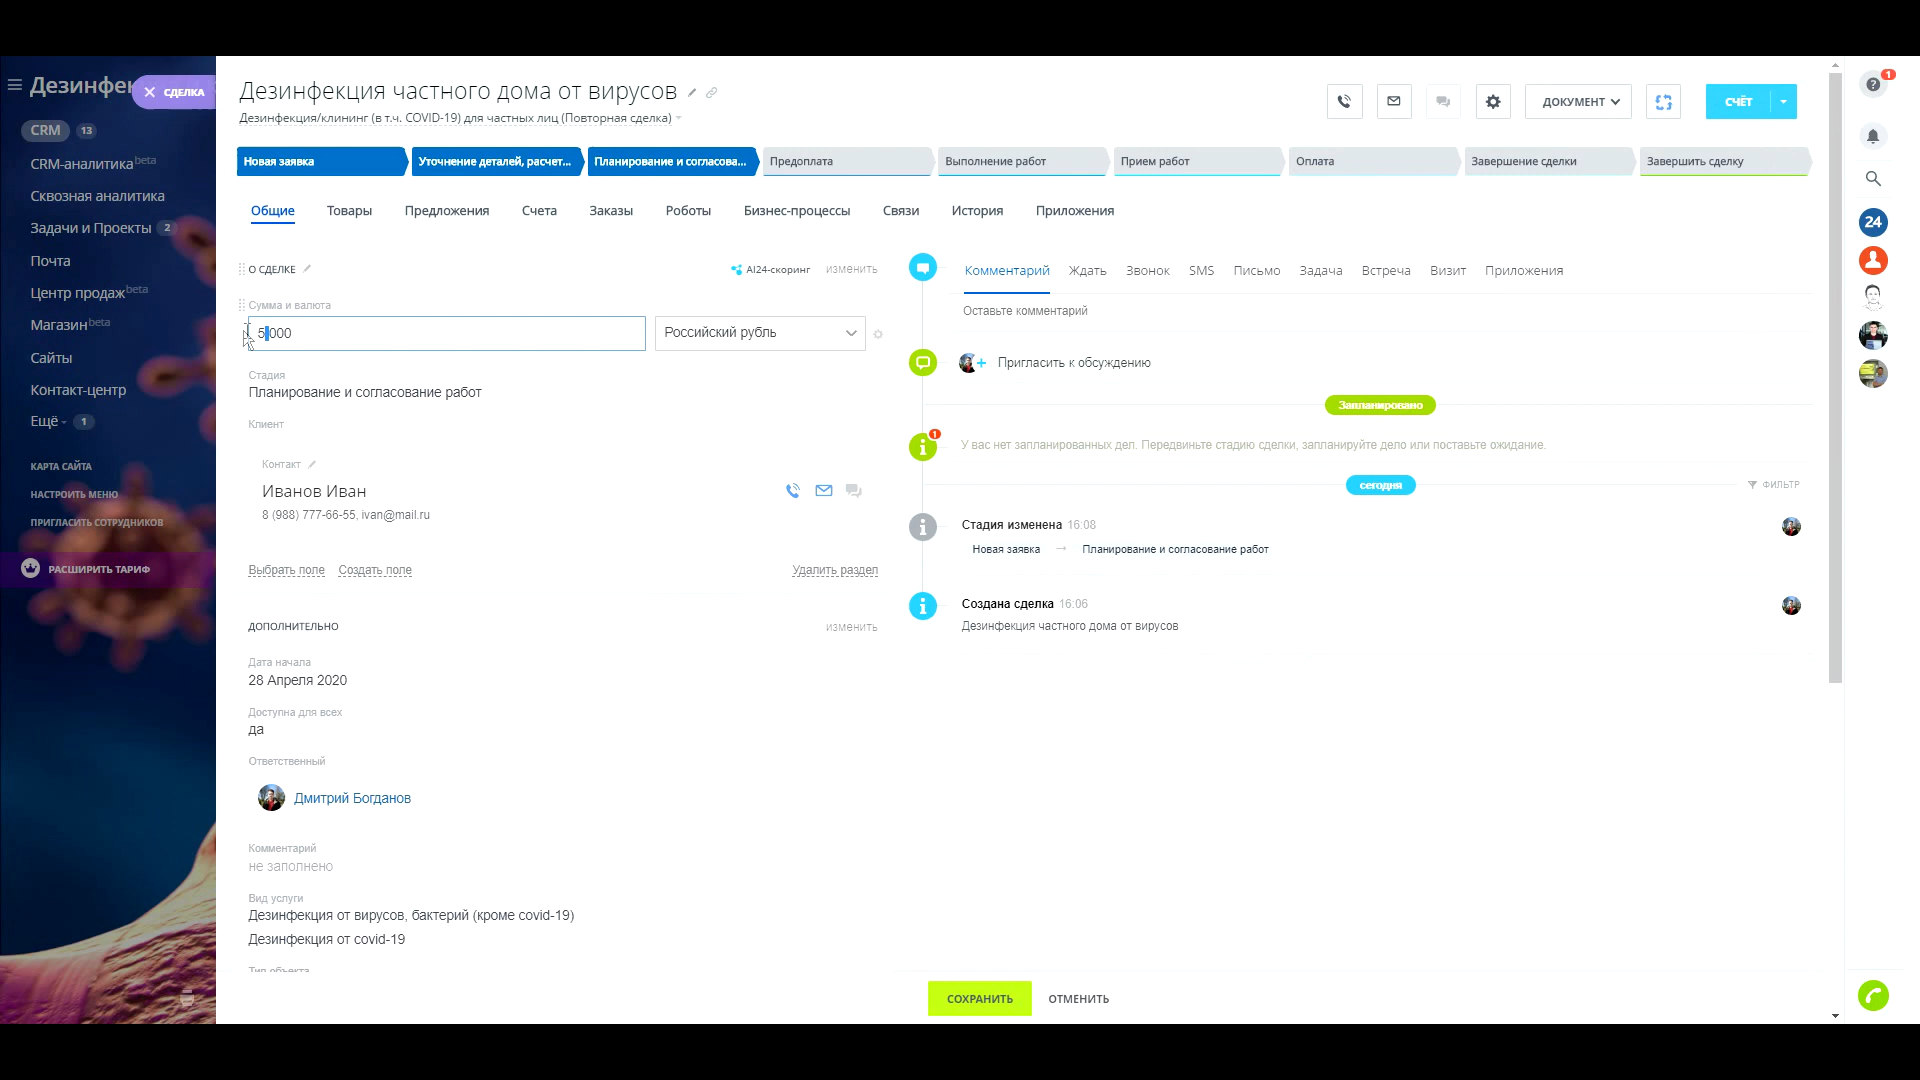 Дезинфек
СДЕЛКА
CRM 13
CRM-аналитика beta
Сквозная аналитика
Задачи и Проекты 2
Почта
Центр продаж beta
Магазин beta
Сайты
Контакт-центр
Ещё 1
КАРТА САЙТА
НАСТРОИТЬ МЕНЮ
ПРИГЛАСИТЬ СОТРУДНИКОВ
РАСШИРИТЬ ТАРИФ
Дезинфекция частного дома от вирусов
Дезинфекция/клининг (в т.ч. COVID-19) для частных лиц (Повторная сделка)
ДОКУМЕНТ
СЧЁТ
Новая заявка
Уточнение деталей, расчет...
Планирование и согласова...
Предоплата
Выполнение работ
Прием работ
Оплата
Завершение сделки
Завершить сделку
Общие
Товары
Предложения
Счета
Заказы
Роботы
Бизнес-процессы
Связи
История
Приложения
О СДЕЛКЕ
AI24-скоринг
изменить
Сумма и валюта
5 000
Российский рубль
Стадия
Планирование и согласование работ
Клиент
Контакт
Иванов Иван
8 (988) 777-66-55, ivan@mail.ru
Выбрать поле
Создать поле
Удалить раздел
ДОПОЛНИТЕЛЬНО
изменить
Дата начала
28 Апреля 2020
Доступна для всех
да
Ответственный
Дмитрий Богданов
Комментарий
не заполнено
Вид услуги
Дезинфекция от вирусов, бактерий (кроме covid-19)
Дезинфекция от covid-19
Тип объекта
Комментарий
Ждать
Звонок
SMS
Письмо
Задача
Встреча
Визит
Приложения
Оставьте комментарий
Пригласить к обсуждению
Запланировано
1
У вас нет запланированных дел. Передвиньте стадию сделки, запланируйте дело или поставьте ожидание.
сегодня
ФИЛЬТР
Стадия изменена 16:08
Новая заявка → Планирование и согласование работ
Создана сделка 16:06
Дезинфекция частного дома от вирусов
СОХРАНИТЬ
ОТМЕНИТЬ
1
24